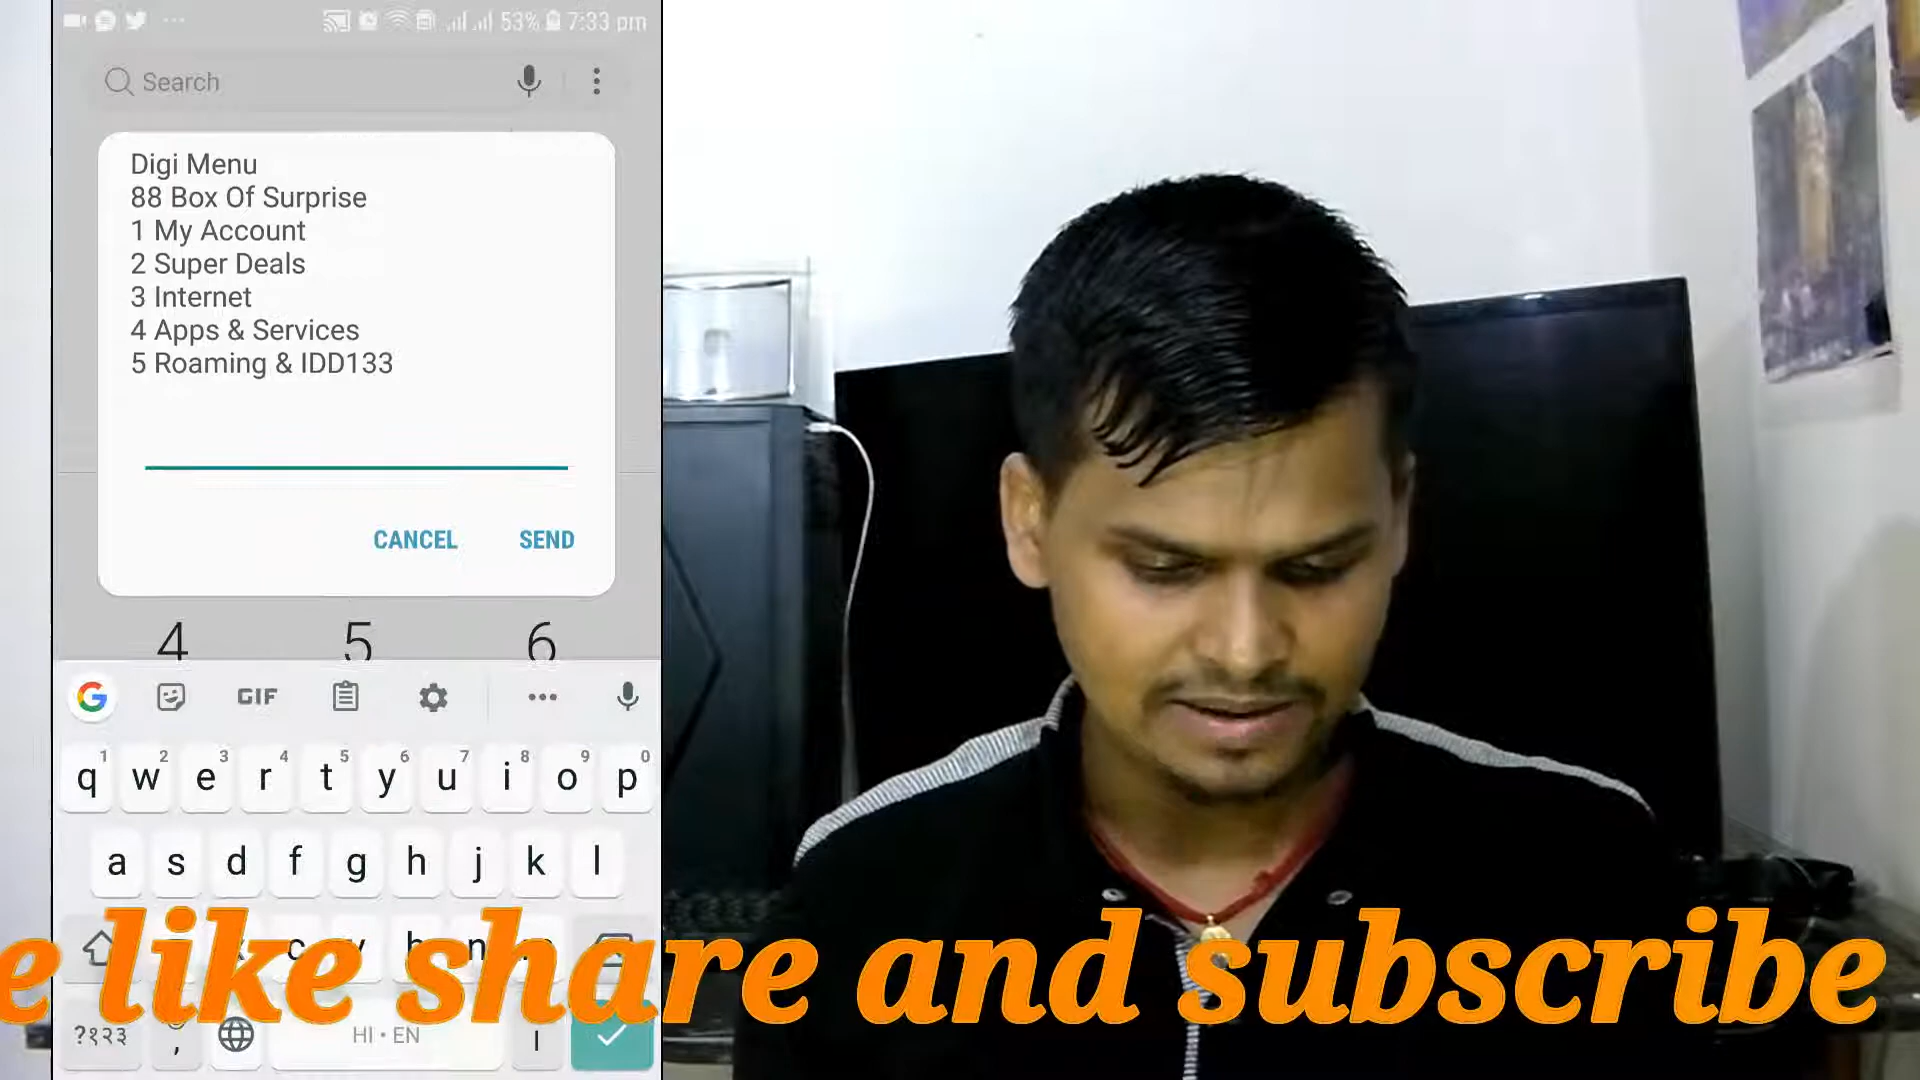 53% 7:33 pm
Search
Digi Menu
88 Box Of Surprise
1 My Account
2 Super Deals
3 Internet
4 Apps & Services
5 Roaming & IDD133
CANCEL SEND
4 5 6
GIF
1 2 3 4 5 6 7 8 9 0
q w e r t y u i o p
a s d f g h j k l
e like share and subscribe
?१२३ , HI • EN ।